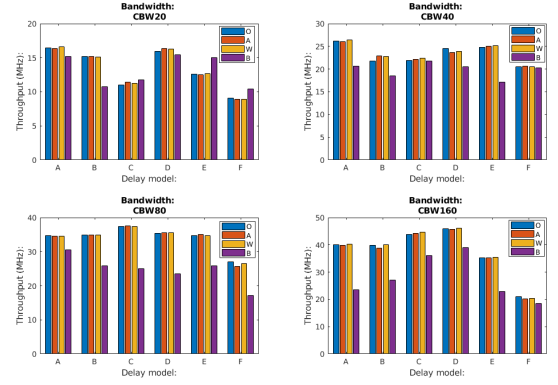 Bandwidth:
CBW20
Throughput (MHz):
20
15
10
5
0
A B C D E F
Delay model:
O
A
W
B
Bandwidth:
CBW40
Throughput (MHz):
30
25
20
15
10
5
0
A B C D E F
Delay model:
O
A
W
B
Bandwidth:
CBW80
Throughput (MHz):
40
30
20
10
0
A B C D E F
Delay model:
O
A
W
B
Bandwidth:
CBW160
Throughput (MHz):
50
40
30
20
10
0
A B C D E F
Delay model:
O
A
W
B